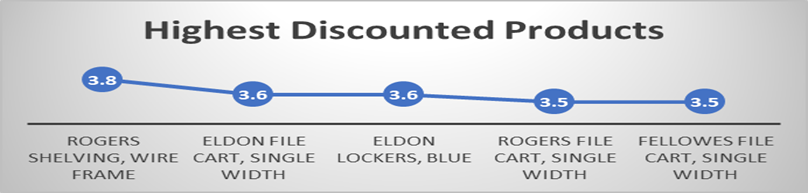 Highest Discounted Products
3.8
3.6
3.6
3.5
3.5
ROGERS
SHELVING, WIRE
FRAME
ELDON FILE
CART, SINGLE
WIDTH
ELDON
LOCKERS, BLUE
ROGERS FILE
CART, SINGLE
WIDTH
FELLOWES FILE
CART, SINGLE
WIDTH